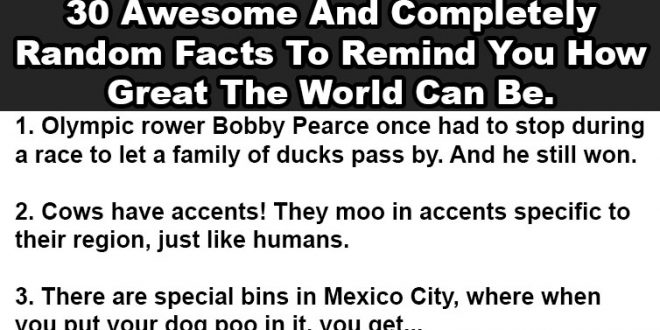 30 Awesome And Completely
Random Facts To Remind You How
Great The World Can Be.
1. Olympic rower Bobby Pearce once had to stop during
a race to let a family of ducks pass by. And he still won.
2. Cows have accents! They moo in accents specific to
their region, just like humans.
3. There are special bins in Mexico City, where when
you put your dog poo in it, you get...